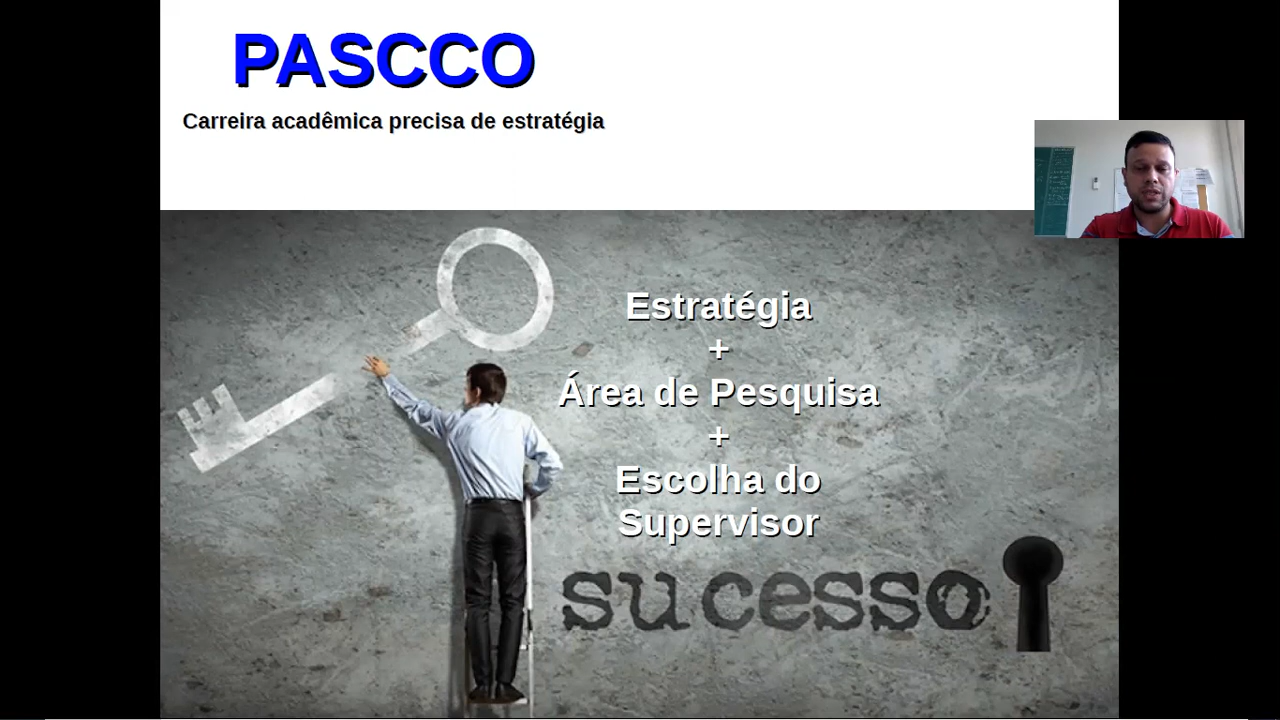 PASCCO
Carreira acadêmica precisa de estratégia
Estratégia
+
Área de Pesquisa
+
Escolha do
Supervisor
sucesso